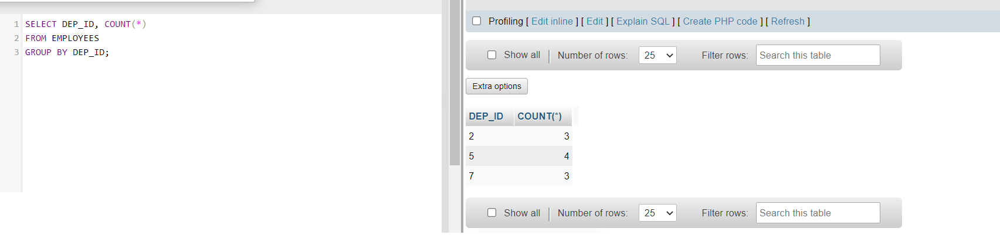 1 SELECT DEP_ID, COUNT(*)
2 FROM EMPLOYEES
3 GROUP BY DEP_ID;
Profiling [ Edit inline ] [ Edit ] [ Explain SQL ] [ Create PHP code ] [ Refresh ]
Show all Number of rows: 25 Filter rows: Search this table
Extra options
DEP_ID COUNT(*)
2 3
5 4
7 3
Show all Number of rows: 25 Filter rows: Search this table